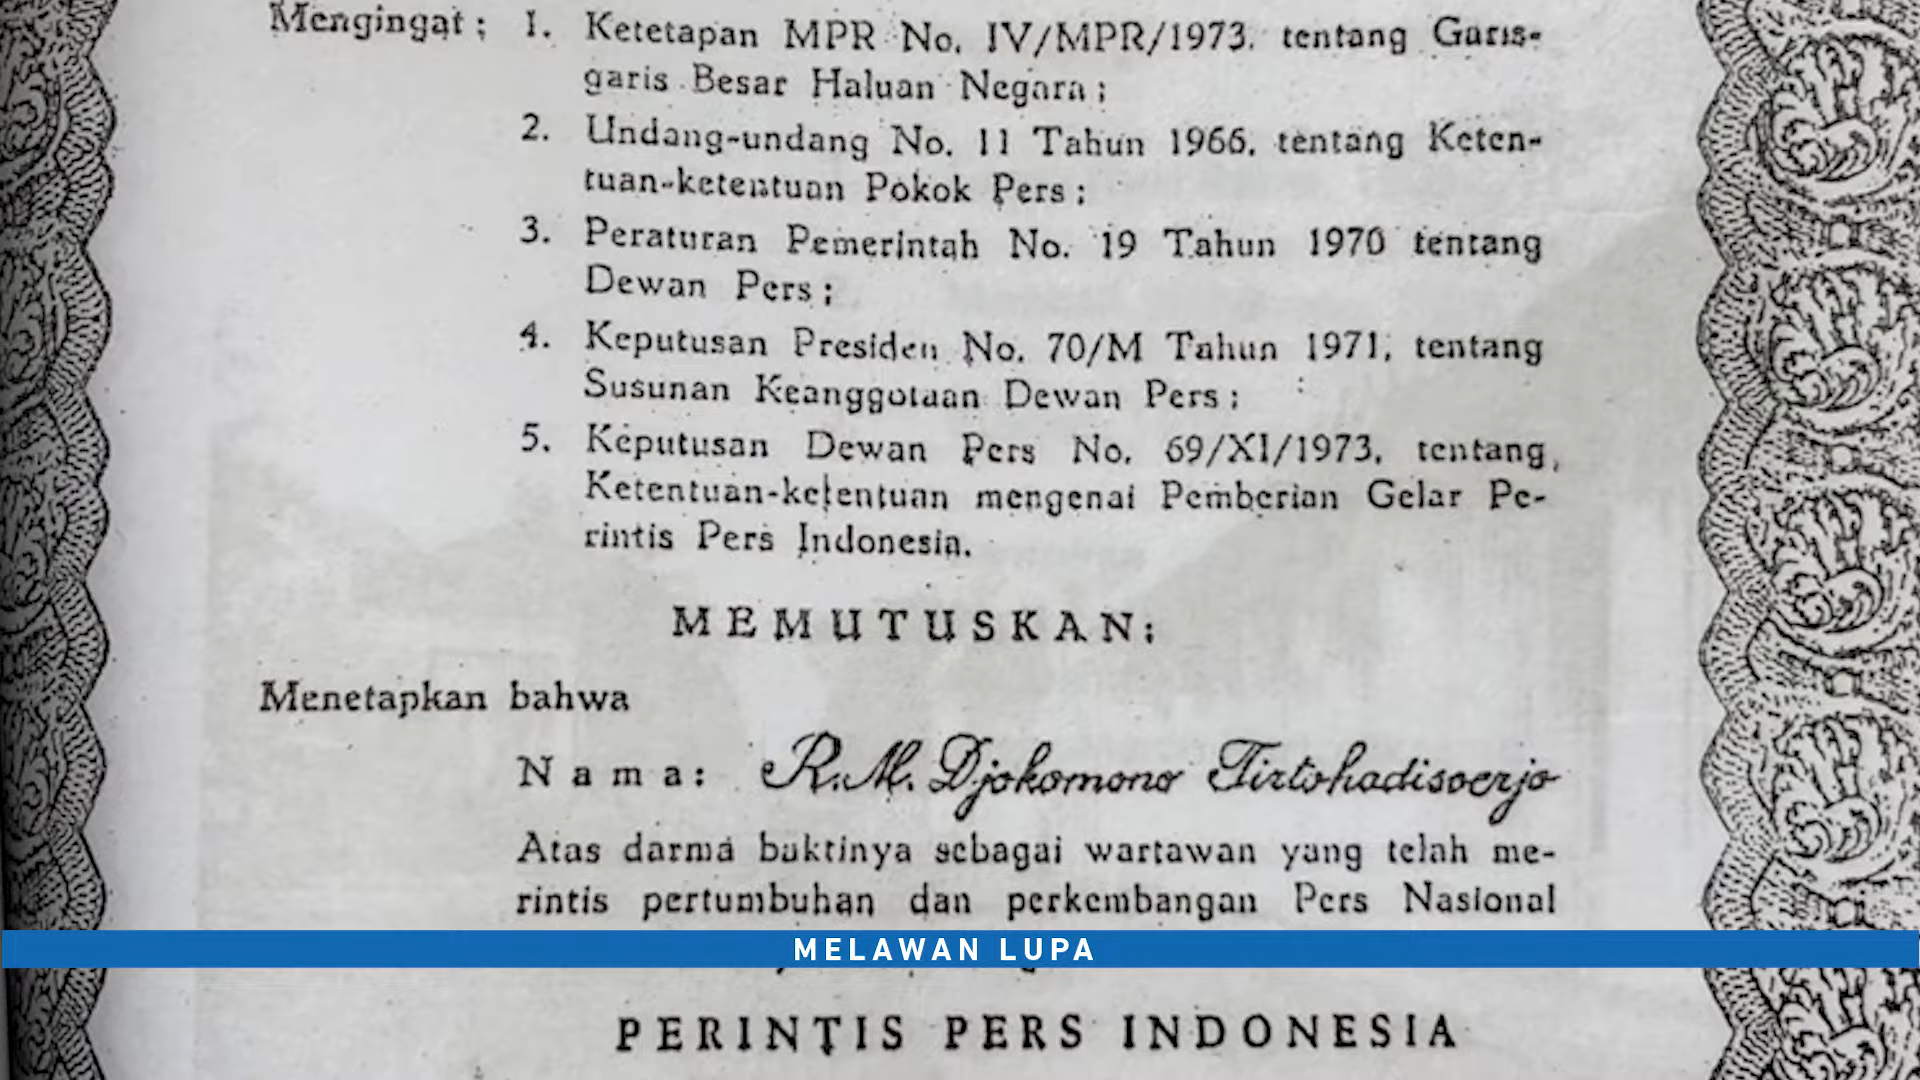 Mengingat : 1. Ketetapan MPR No. IV/MPR/1973. tentang Garis-
garis Besar Haluan Negara ;
2. Undang-undang No. 11 Tahun 1966. tentang Keten-
tuan-ketentuan Pokok Pers ;
3. Peraturan Pemerintah No. 19 Tahun 1970 tentang
Dewan Pers ;
4. Keputusan Presiden No. 70/M Tahun 1971, tentang
Susunan Keanggotaan Dewan Pers ;
5. Keputusan Dewan Pers No. 69/XI/1973. tentang,
Ketentuan-ketentuan mengenai Pemberian Gelar Pe-
rintis Pers Indonesia.
MEMUTUSKAN:
Menetapkan bahwa
Nama: R.M. Djokomono Tirtohadisoerjo
Atas darma baktinya sebagai wartawan yang telah me-
rintis pertumbuhan dan perkembangan Pers Nasional
MELAWAN LUPA
PERINTIS PERS INDONESIA